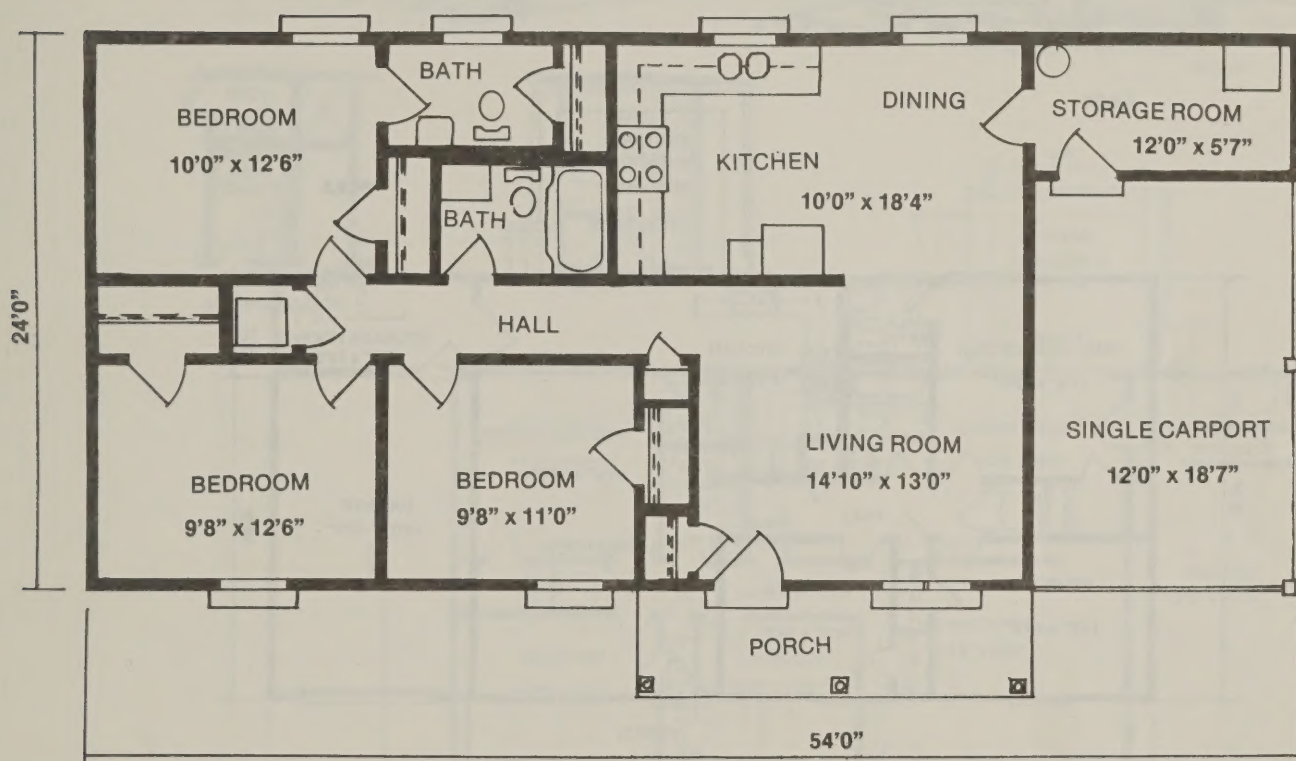 BATH
BEDROOM
10'0" x 12'6"
DINING
STORAGE ROOM
12'0" x 5'7"
KITCHEN
10'0" x 18'4"
BATH
24'0"
HALL
BEDROOM
9'8" x 12'6"
BEDROOM
9'8" x 11'0"
LIVING ROOM
14'10" x 13'0"
SINGLE CARPORT
12'0" x 18'7"
PORCH
54'0"